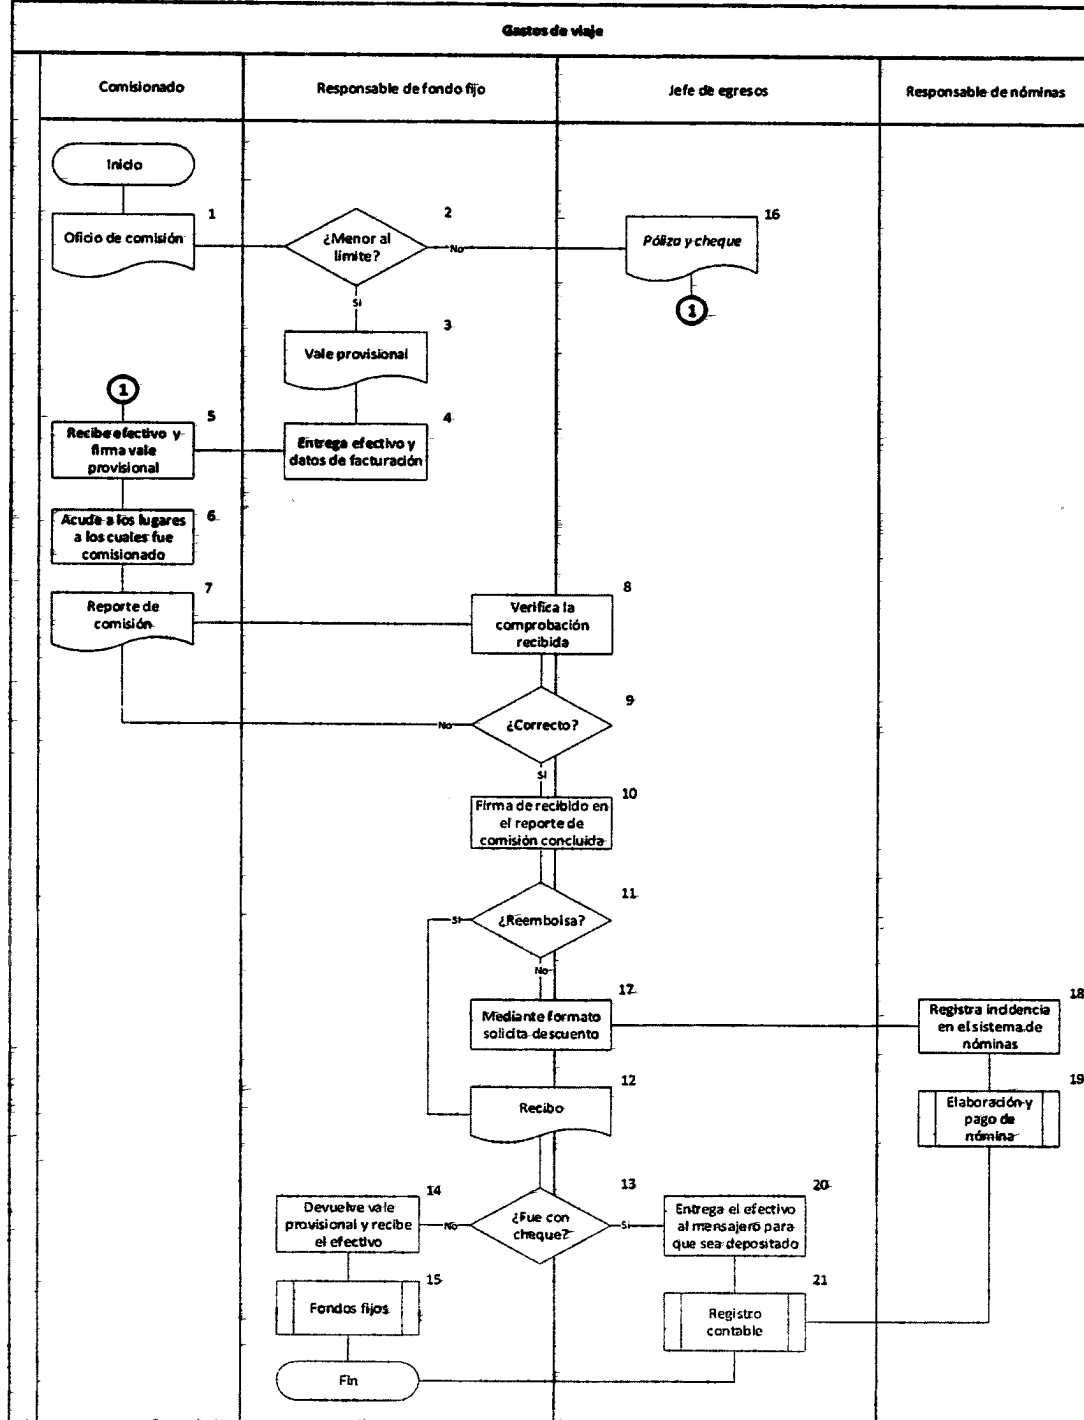 Gastos de viaje
Comisionado
Responsable de fondo fijo
Jefe de egresos
Responsable de nóminas
Inicio
1
Oficio de comisión
2
¿Menor al
límite?
No
16
Póliza y cheque
1
Si
3
Vale provisional
1
5
Recibe efectivo y
firma vale
provisional
4
Entrega efectivo y
datos de facturación
6
Acude a los lugares
a los cuales fue
comisionado
7
Reporte de
comisión
8
Verifica la
comprobación
recibida
9
¿Correcto?
No
Si
10
Firma de recibido en
el reporte de
comisión concluida
11
¿Reembolsa?
Si
No
17
Mediante formato
solicita descuento
18
Registra incidencia
en el sistema de
nóminas
12
Recibo
19
Elaboración y
pago de
nómina
13
¿Fue con
cheque?
No
Si
14
Devuelve vale
provisional y recibe
el efectivo
20
Entrega el efectivo
al mensajero para
que sea depositado
15
Fondos fijos
21
Registro
contable
Fin